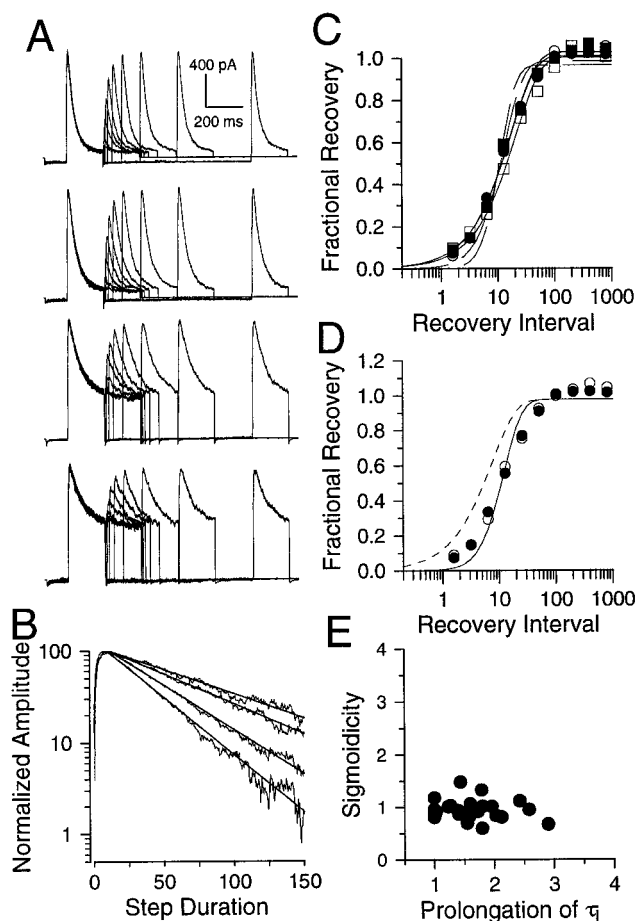 A
400 pA
200 ms
B
Normalized Amplitude
100
10
1
0 50 100 150
Step Duration
C
Fractional Recovery
1.0
0.8
0.6
0.4
0.2
0.0
1 10 100 1000
Recovery Interval
D
Fractional Recovery
1.2
1.0
0.8
0.6
0.4
0.2
0.0
1 10 100 1000
Recovery Interval
E
Sigmoidicity
4
3
2
1
0
1 2 3 4
Prolongation of τ